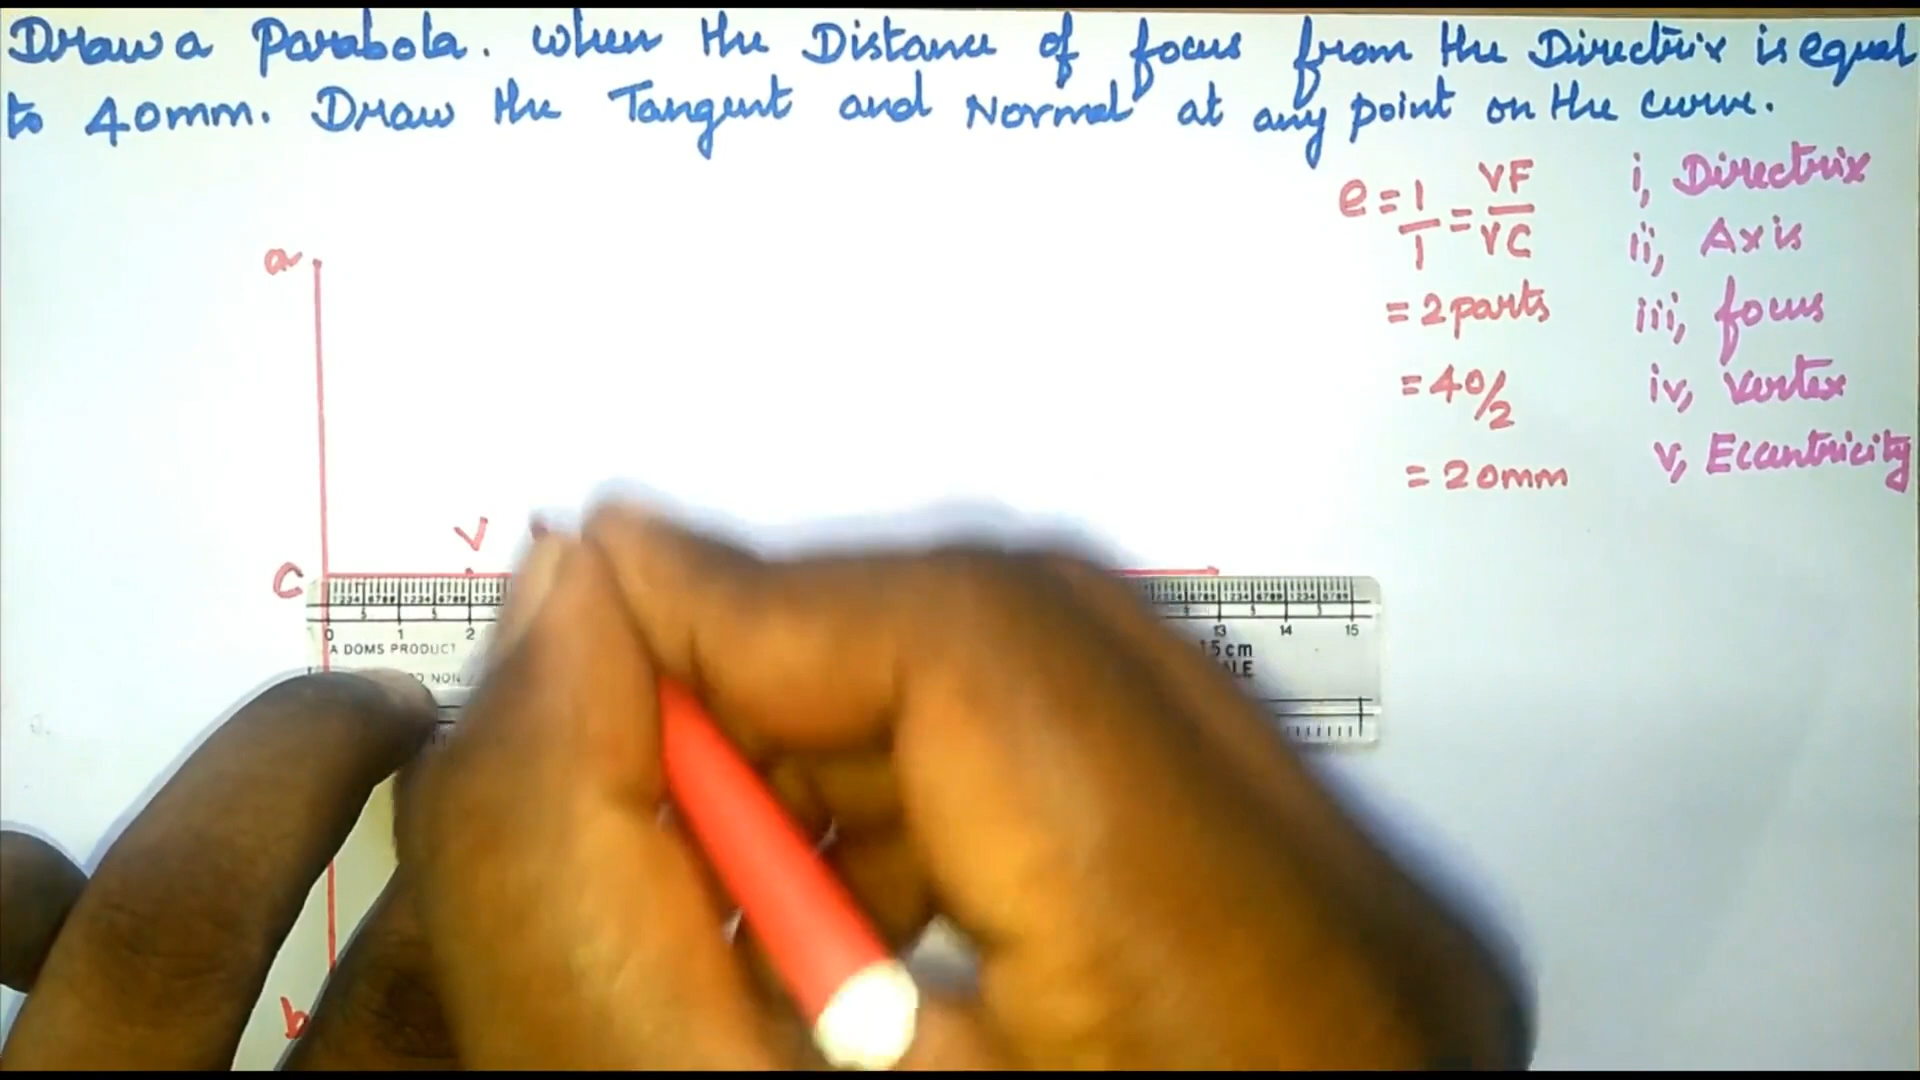 Draw a Parabola. When the Distance of focus from the Directrix is equal
to 40mm. Draw the Tangent and Normal at any point on the curve.
e = 1/1 = VF/VC
= 2 parts
= 40/2
= 20mm
i, Directrix
ii, Axis
iii, focus
iv, Vertex
v, Eccentricity
a
V
C
0 1 2 13 14 15
A DOMS PRODUCT
15cm
NON
b